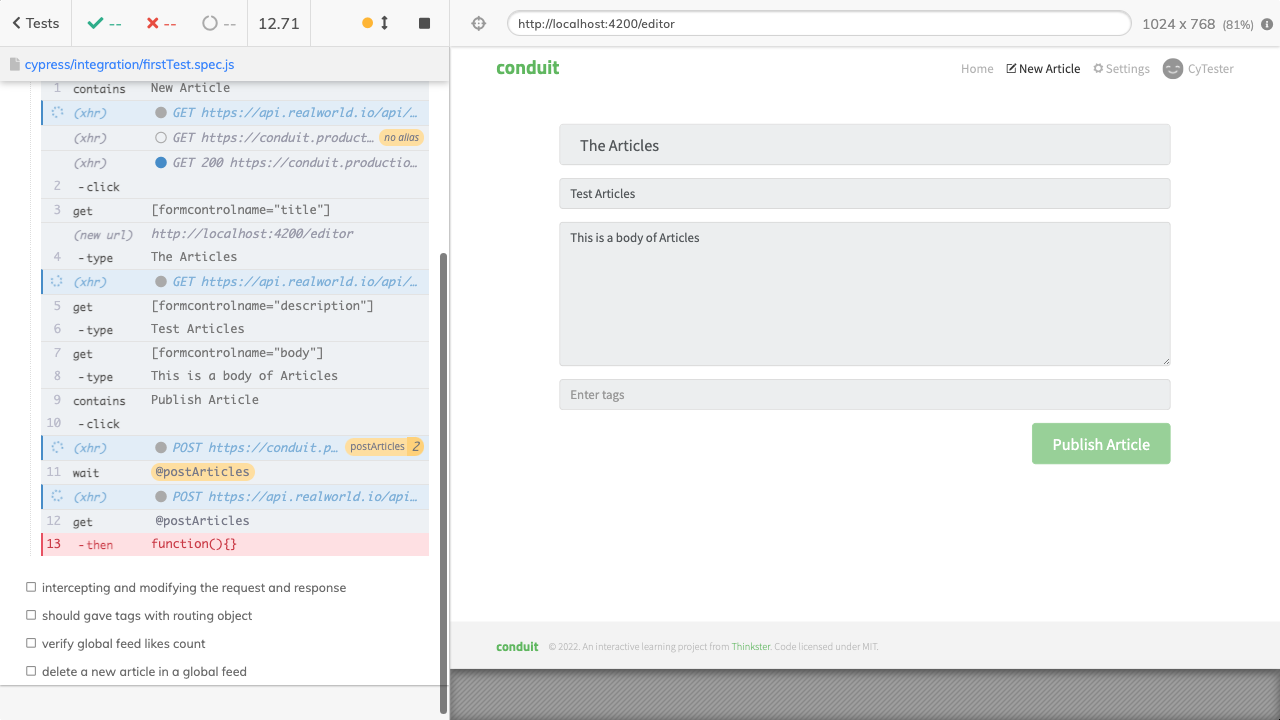 Tests
--
--
--
12.71
http://localhost:4200/editor
1024 x 768 (81%)
cypress/integration/firstTest.spec.js
1 contains New Article
(xhr) GET https://api.realworld.io/api/…
(xhr) GET https://conduit.product… no alias
(xhr) GET 200 https://conduit.productio…
2 -click
3 get [formcontrolname="title"]
(new url) http://localhost:4200/editor
4 -type The Articles
(xhr) GET https://api.realworld.io/api/…
5 get [formcontrolname="description"]
6 -type Test Articles
7 get [formcontrolname="body"]
8 -type This is a body of Articles
9 contains Publish Article
10 -click
(xhr) POST https://conduit.p… postArticles 2
11 wait @postArticles
(xhr) POST https://api.realworld.io/api…
12 get @postArticles
13 -then function(){}
intercepting and modifying the request and response
should gave tags with routing object
verify global feed likes count
delete a new article in a global feed
conduit
Home
New Article
Settings
CyTester
The Articles
Test Articles
This is a body of Articles
Enter tags
Publish Article
conduit © 2022. An interactive learning project from Thinkster. Code licensed under MIT.